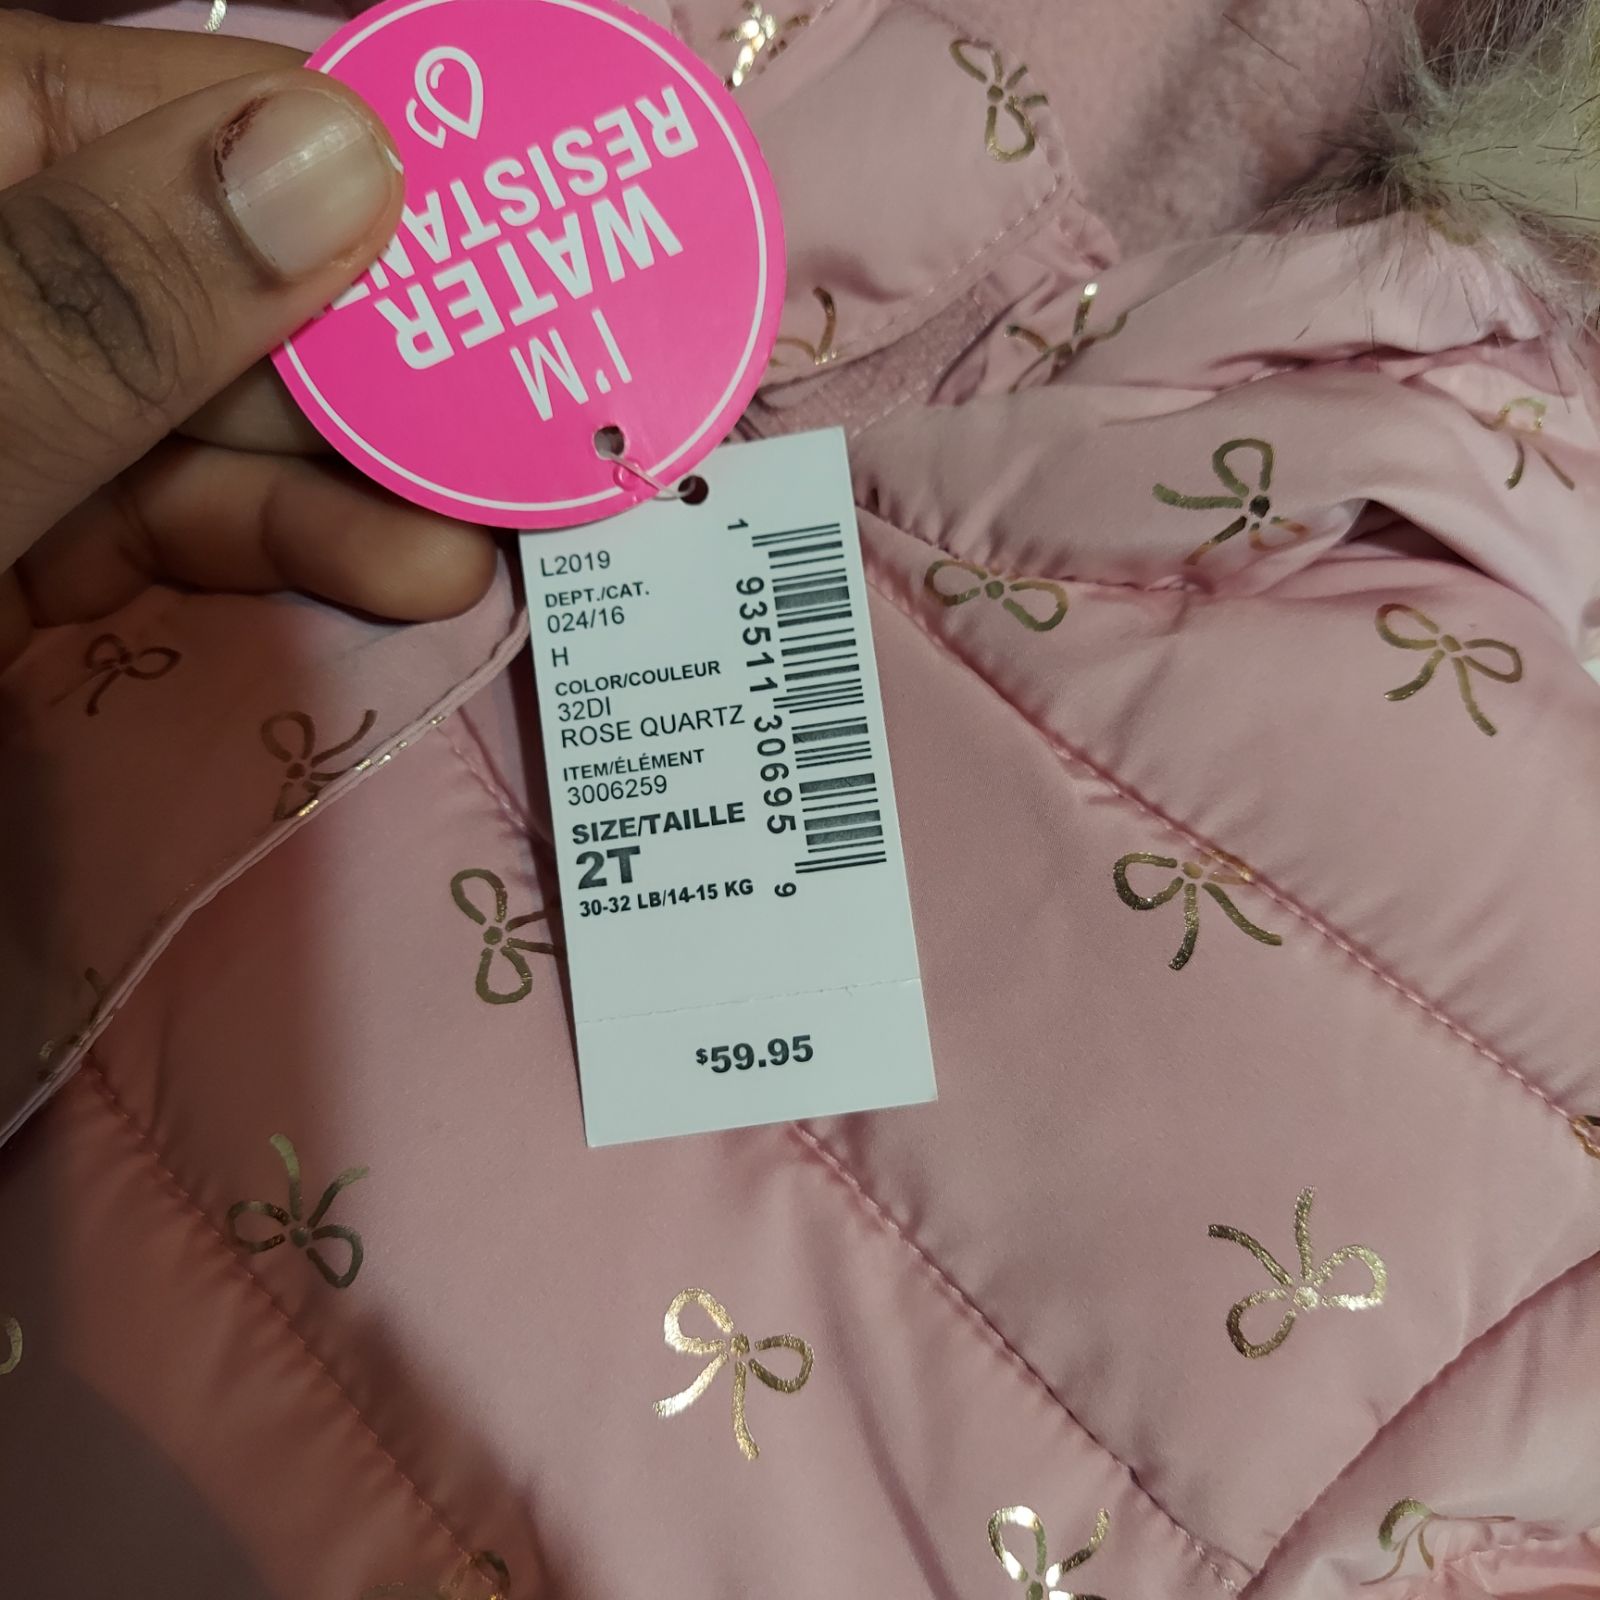 I'M
WATER
RESISTAN
L2019
DEPT./CAT.
024/16
H
COLOR/COULEUR
32DI
ROSE QUARTZ
ITEM/ÉLÉMENT
3006259
SIZE/TAILLE
2T
30-32 LB/14-15 KG
1 93511 30695 9
$59.95